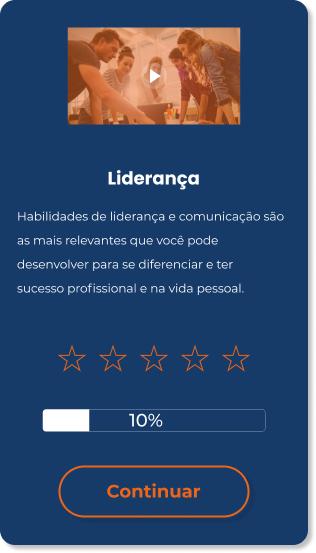 Liderança
Habilidades de liderança e comunicação são
as mais relevantes que você pode
desenvolver para se diferenciar e ter
sucesso profissional e na vida pessoal.
10%
Continuar